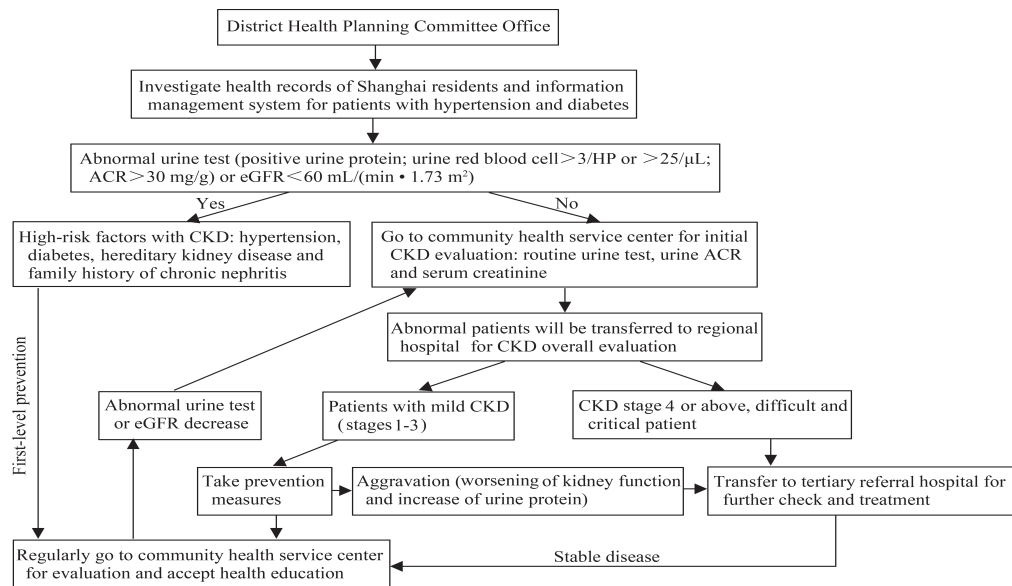 District Health Planning Committee Office
Investigate health records of Shanghai residents and information
management system for patients with hypertension and diabetes
Abnormal urine test (positive urine protein; urine red blood cell＞3/HP or ＞25/μL;
ACR＞30 mg/g) or eGFR＜60 mL/(min • 1.73 m²)
Yes
No
High-risk factors with CKD: hypertension,
diabetes, hereditary kidney disease and
family history of chronic nephritis
Go to community health service center for initial
CKD evaluation: routine urine test, urine ACR
and serum creatinine
Abnormal patients will be transferred to regional
hospital for CKD overall evaluation
First-level prevention
Abnormal urine test
or eGFR decrease
Patients with mild CKD
(stages 1-3)
CKD stage 4 or above, difficult and
critical patient
Take prevention
measures
Aggravation (worsening of kidney function
and increase of urine protein)
Transfer to tertiary referral hospital for
further check and treatment
Regularly go to community health service center
for evaluation and accept health education
Stable disease